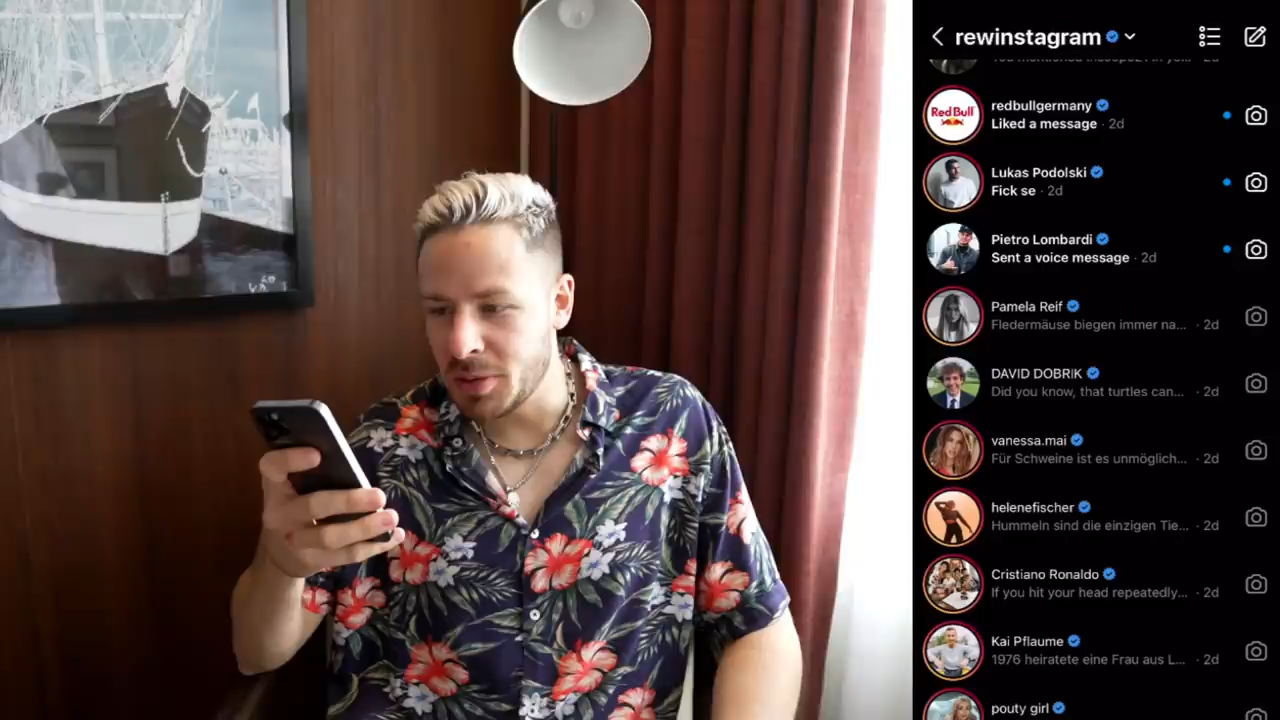 rewinstagram
redbullgermany
Liked a message · 2d
Lukas Podolski
Fick se · 2d
Pietro Lombardi
Sent a voice message · 2d
Pamela Reif
Fledermäuse biegen immer na... · 2d
DAVID DOBRIK
Did you know, that turtles can... · 2d
vanessa.mai
Für Schweine ist es unmöglich... · 2d
helenefischer
Hummeln sind die einzigen Tie... · 2d
Cristiano Ronaldo
If you hit your head repeatedly... · 2d
Kai Pflaume
1976 heiratete eine Frau aus L... · 2d
pouty girl
Red Bull